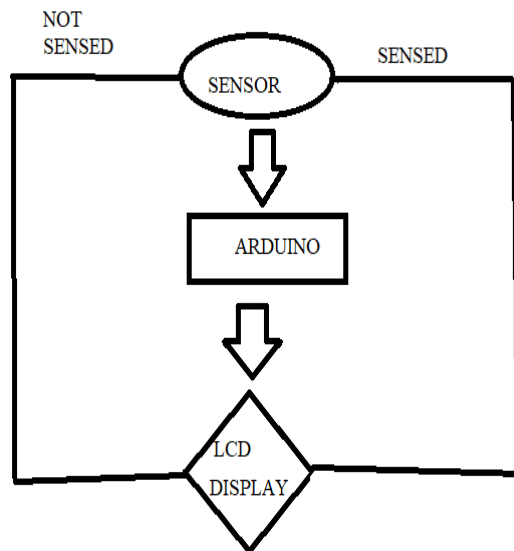 NOT
SENSED
SENSED
SENSOR
ARDUINO
LCD
DISPLAY